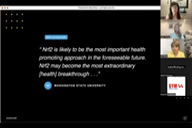 " Nrf2 is likely to be the most important health
promoting approach in the foreseeable future.
Nrf2 may become the most extraordinary
[health] breakthrough . . ."
WASHINGTON STATE UNIVERSITY